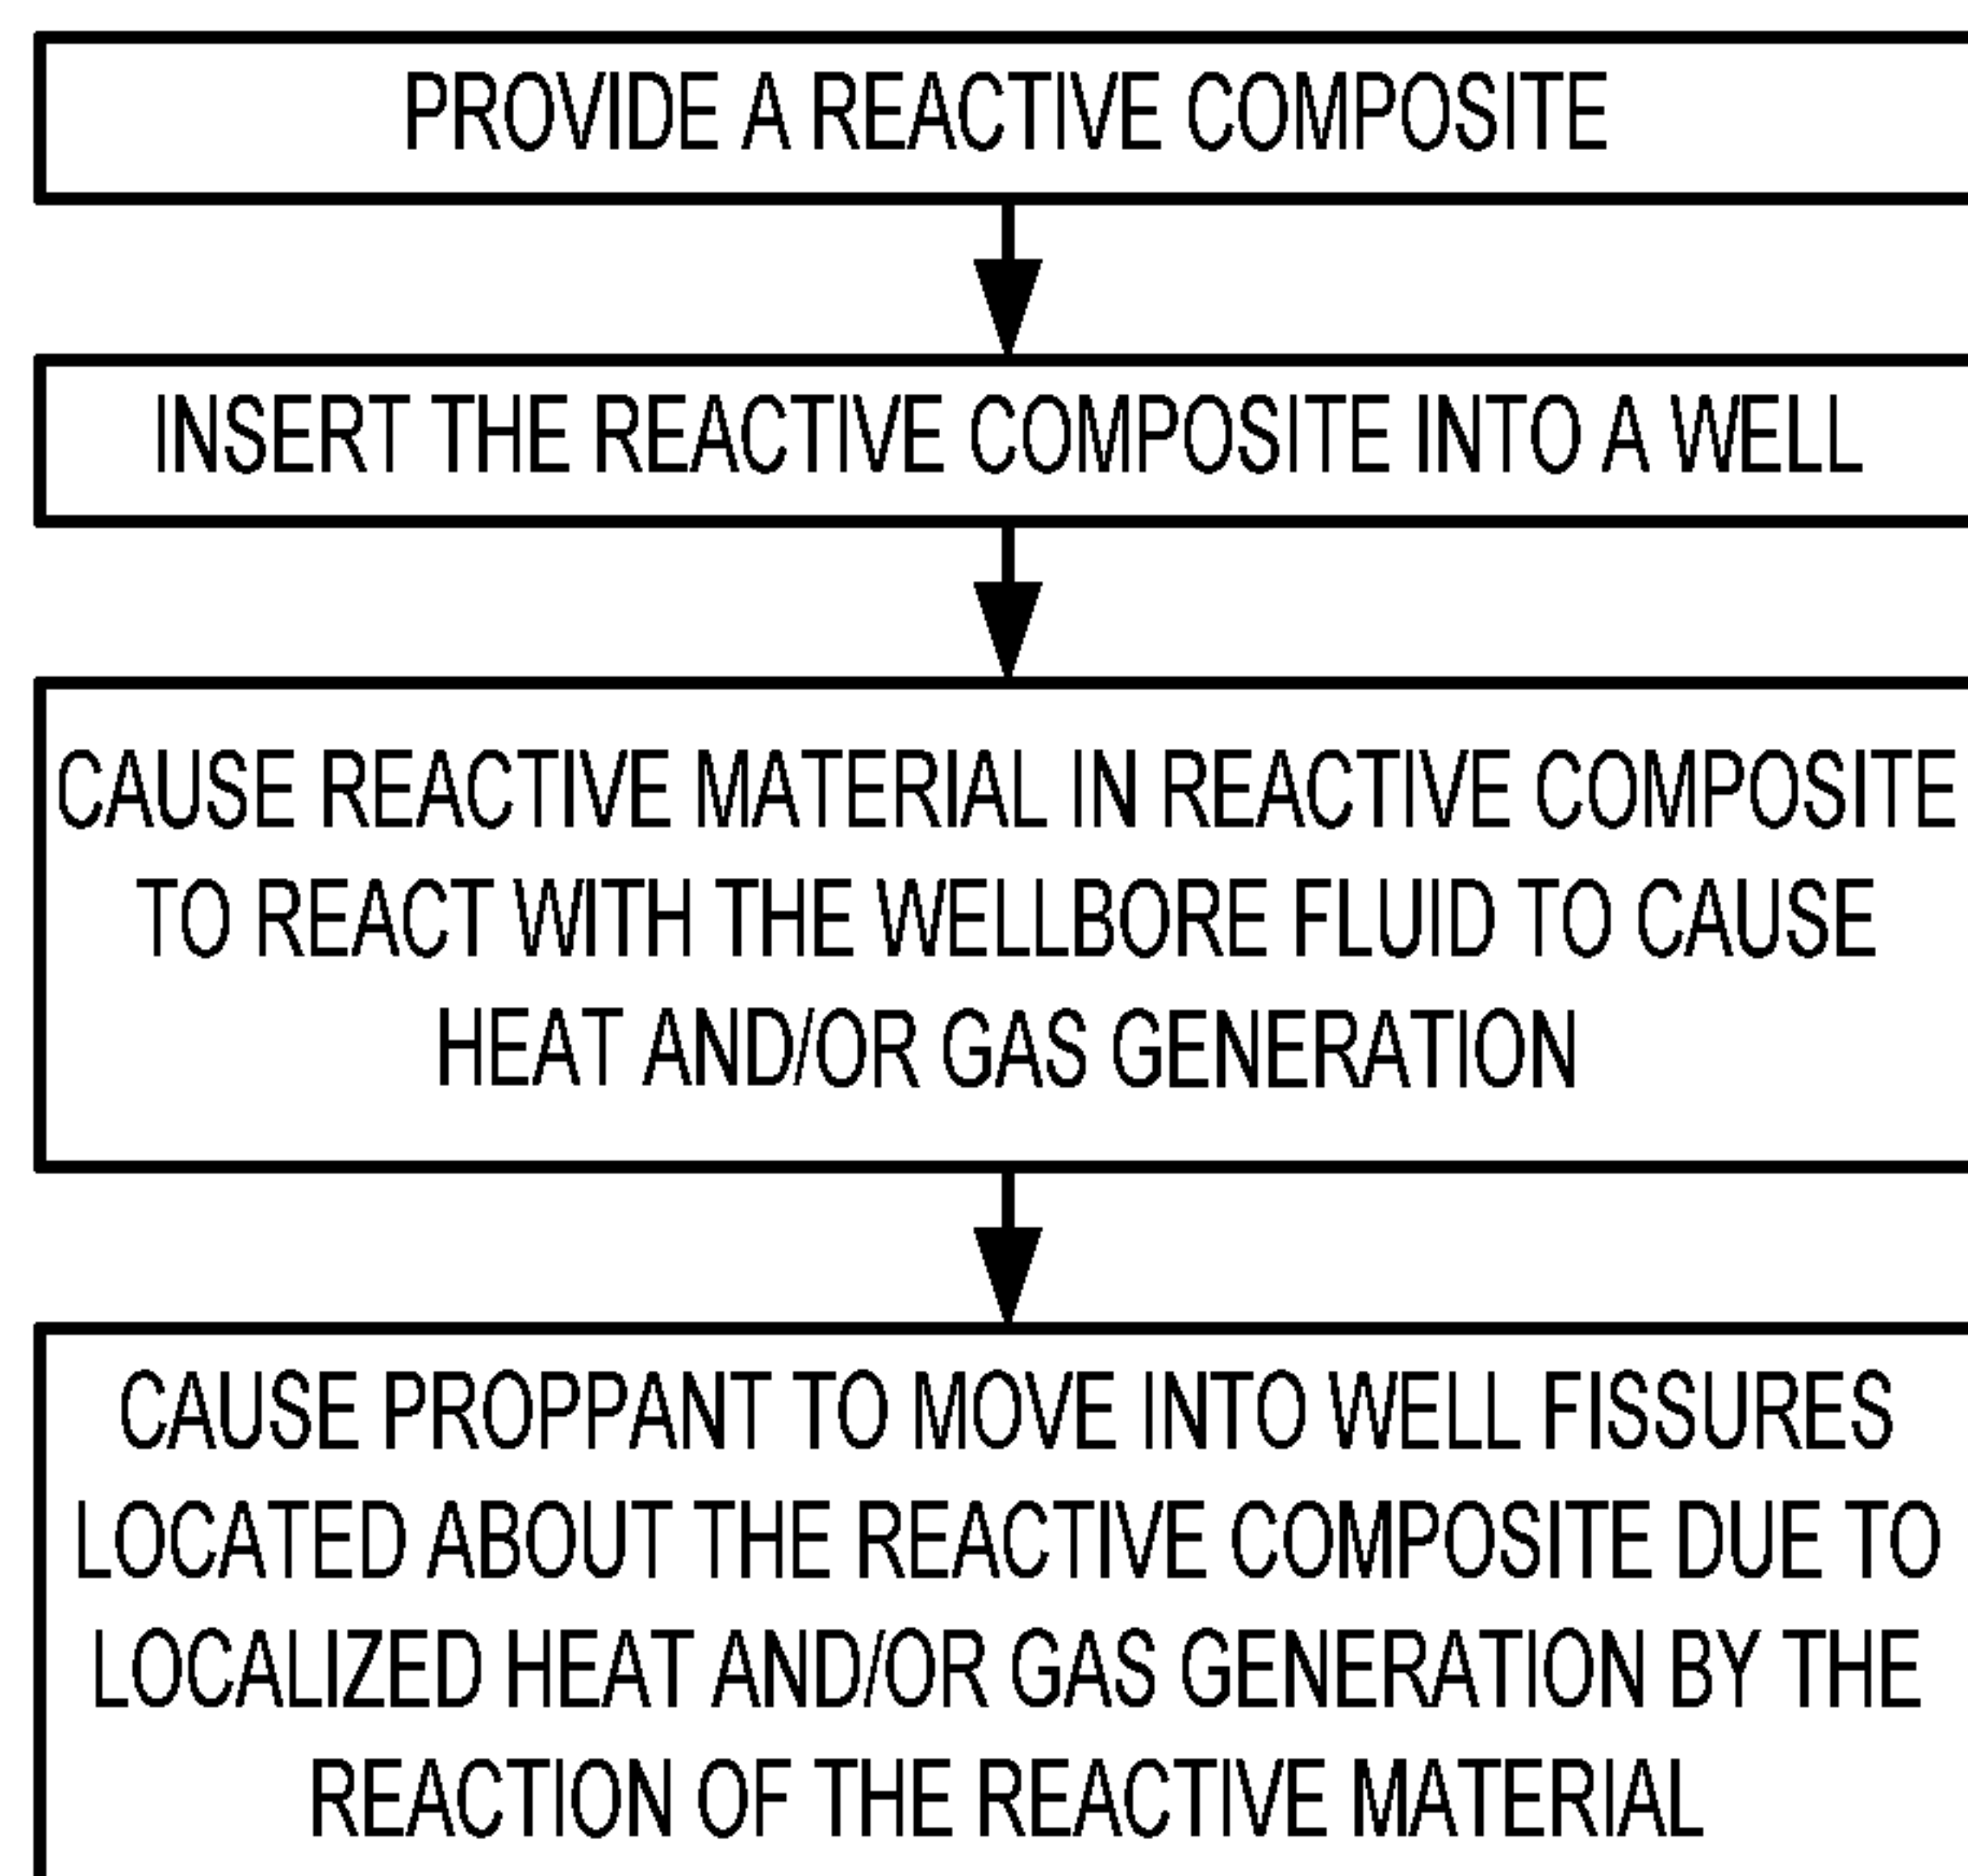 PROVIDE A REACTIVE COMPOSITE
INSERT THE REACTIVE COMPOSITE INTO A WELL
CAUSE REACTIVE MATERIAL IN REACTIVE COMPOSITE
TO REACT WITH THE WELLBORE FLUID TO CAUSE
HEAT AND/OR GAS GENERATION
CAUSE PROPPANT TO MOVE INTO WELL FISSURES
LOCATED ABOUT THE REACTIVE COMPOSITE DUE TO
LOCALIZED HEAT AND/OR GAS GENERATION BY THE
REACTION OF THE REACTIVE MATERIAL